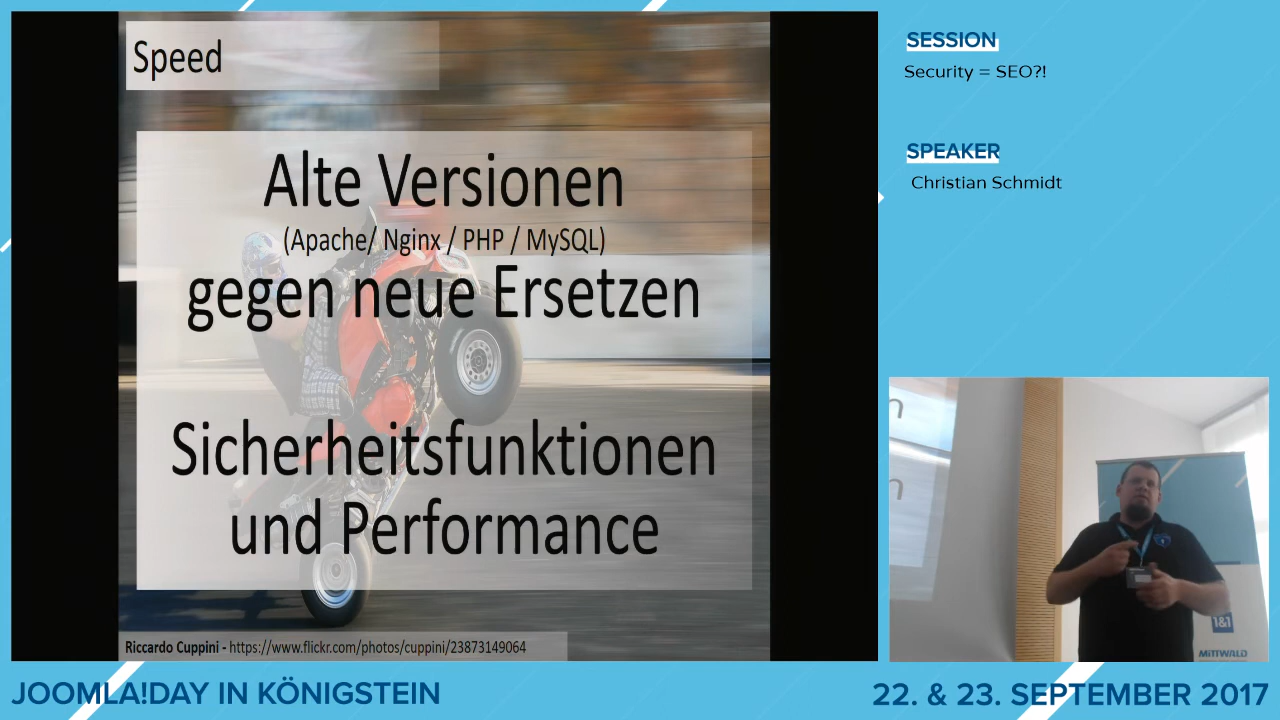 Speed
Alte Versionen
(Apache/ Nginx / PHP / MySQL)
gegen neue Ersetzen
Sicherheitsfunktionen
und Performance
Riccardo Cuppini - https://www.flickr.com/photos/cuppini/23873149064
SESSION
Security = SEO?!
SPEAKER
Christian Schmidt
n
n
1&1
MITTWALD
JOOMLA!DAY IN KÖNIGSTEIN
22. & 23. SEPTEMBER 2017